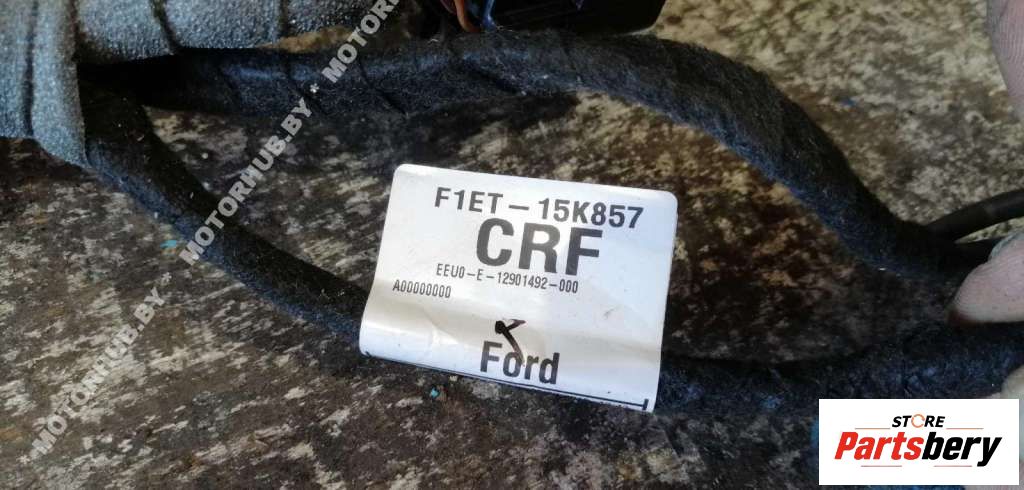 MOTORHUB.BY MOTORHUB.BY MOTORHUB.BY
F1ET-15K857
CRF
EEU0-E-12901492-000
A00000000
Ford
STORE
Partsbery